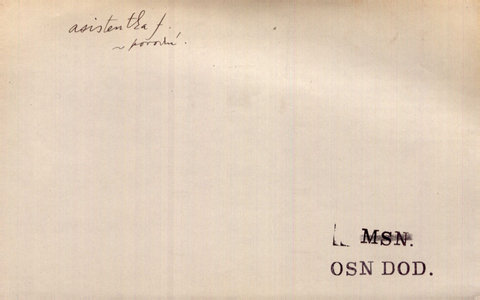 asistentka f.
~ porodní.
MSN.
OSN DOD.